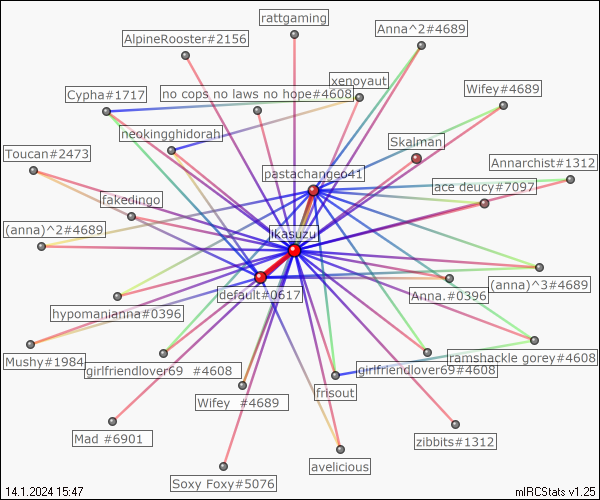 rattgaming
Anna^2#4689
AlpineRooster#2156
xenoyaut
Wifey#4689
Cypha#1717
no cops no laws no hope#4608
neokingghidorah
Skalman
Toucan#2473
Annarchist#1312
pastachangeo41
ace deucy#7097
fakedingo
(anna)^2#4689
ikasuzu
(anna)^3#4689
default#0617
Anna.#0396
hypomanianna#0396
Mushy#1984
girlfriendlover69 #4608
girlfriendlover69#4608
ramshackle gorey#4608
frisout
Wifey #4689
Mad #6901
zibbits#1312
avelicious
Soxy Foxy#5076
14.1.2024 15:47
mIRCStats v1.25